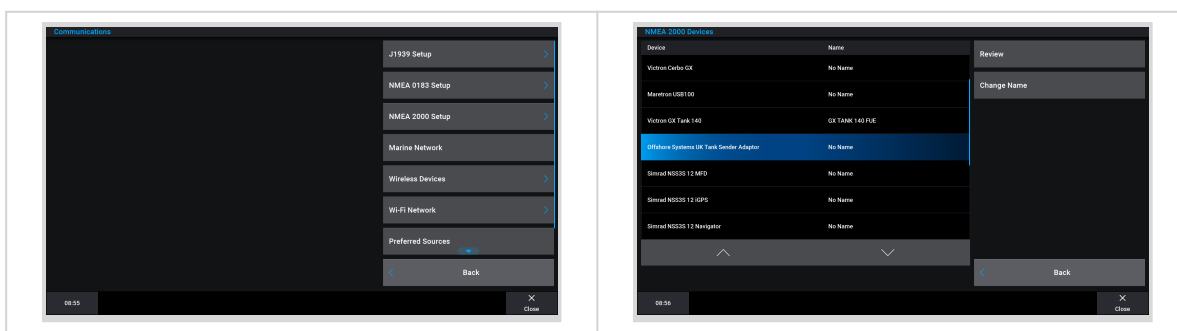 Communications
J1939 Setup
NMEA 0183 Setup
NMEA 2000 Setup
Marine Network
Wireless Devices
Wi-Fi Network
Preferred Sources
Back
08:55
Close
NMEA 2000 Devices
Device Name
Victron Cerbo GX No Name
Maretron USB100 No Name
Victron GX Tank 140 GX TANK 140 FUE
Offshore Systems UK Tank Sender Adaptor No Name
Simrad NSS3S 12 MFD No Name
Simrad NSS3S 12 iGPS No Name
Simrad NSS3S 12 Navigator No Name
Review
Change Name
Back
08:56
Close